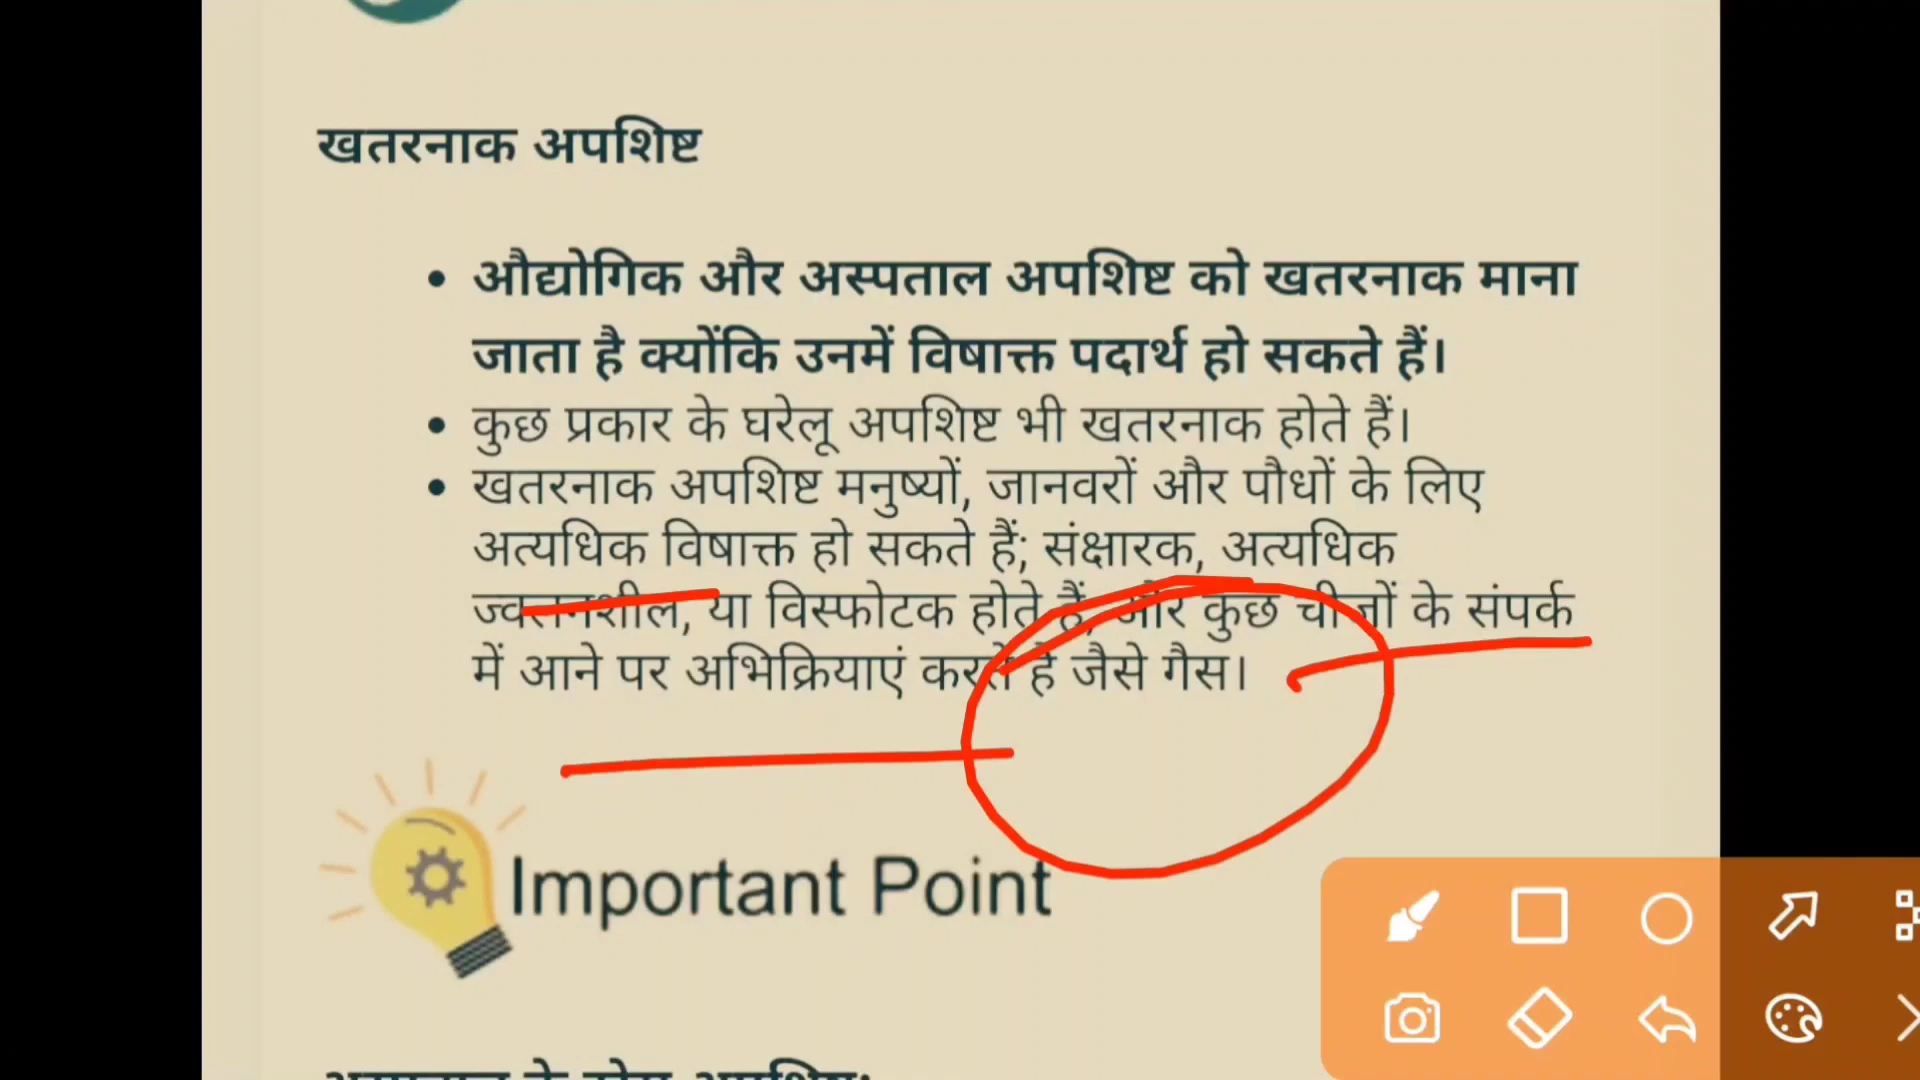 खतरनाक अपशिष्ट
• औद्योगिक और अस्पताल अपशिष्ट को खतरनाक माना
जाता है क्योंकि उनमें विषाक्त पदार्थ हो सकते हैं।
• कुछ प्रकार के घरेलू अपशिष्ट भी खतरनाक होते हैं।
• खतरनाक अपशिष्ट मनुष्यों, जानवरों और पौधों के लिए
अत्यधिक विषाक्त हो सकते हैं; संक्षारक, अत्यधिक
ज्वलनशील, या विस्फोटक होते हैं; और कुछ चीजों के संपर्क
में आने पर अभिक्रियाएं करते हैं जैसे गैस।
Important Point